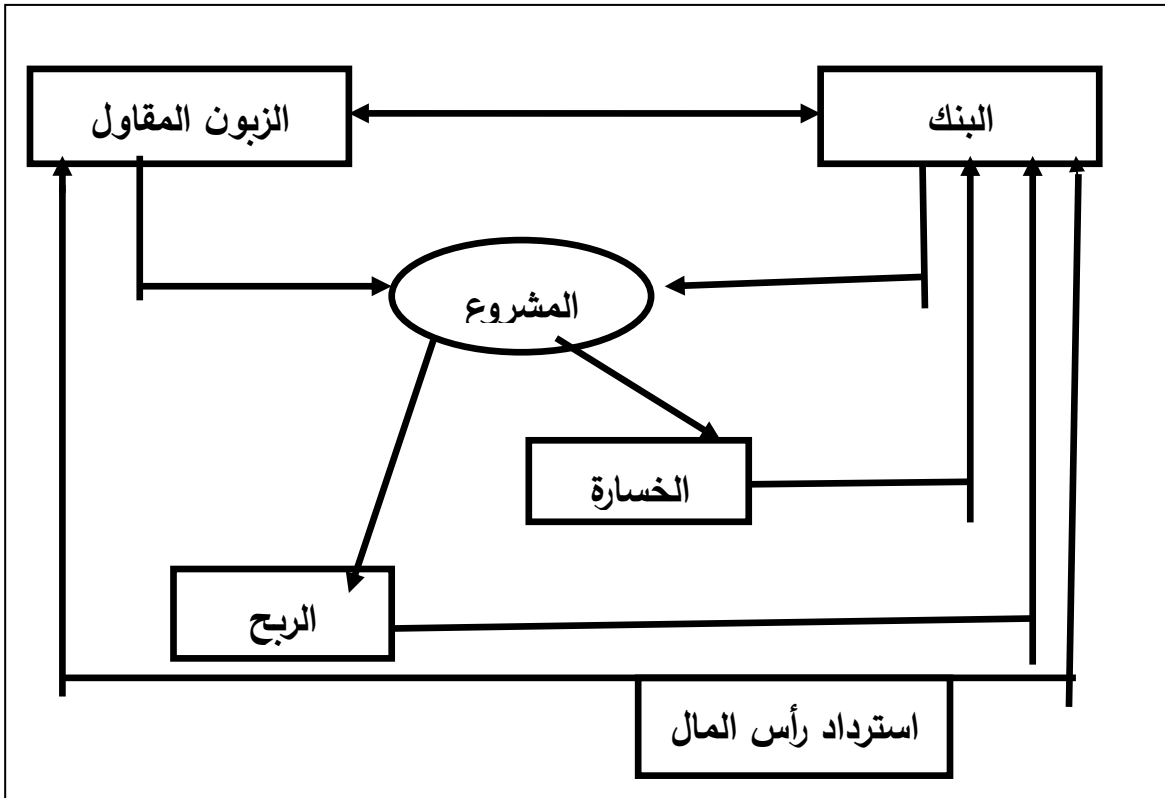 البنك
الزبون المقاول
المشروع
الخسارة
الربح
استرداد رأس المال